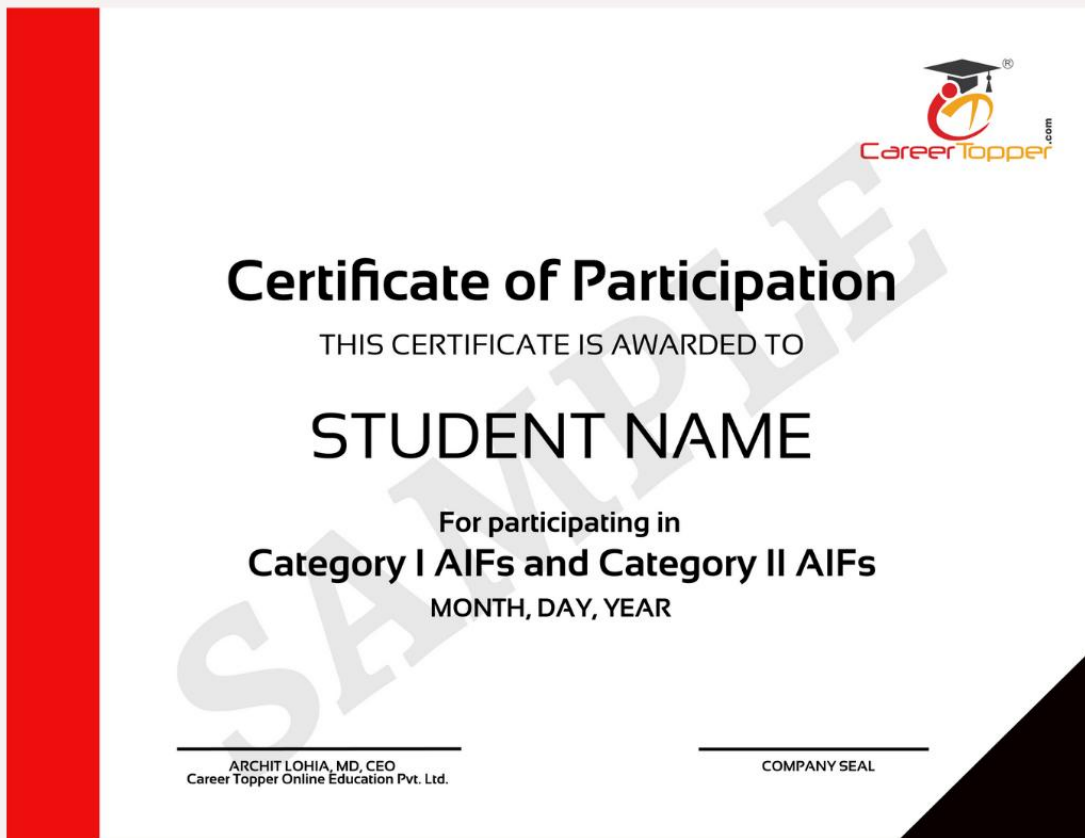 ®
CareerTopper.com
Certificate of Participation
THIS CERTIFICATE IS AWARDED TO
STUDENT NAME
For participating in
Category I AIFs and Category II AIFs
MONTH, DAY, YEAR
SAMPLE
ARCHIT LOHIA, MD, CEO
Career Topper Online Education Pvt. Ltd.
COMPANY SEAL